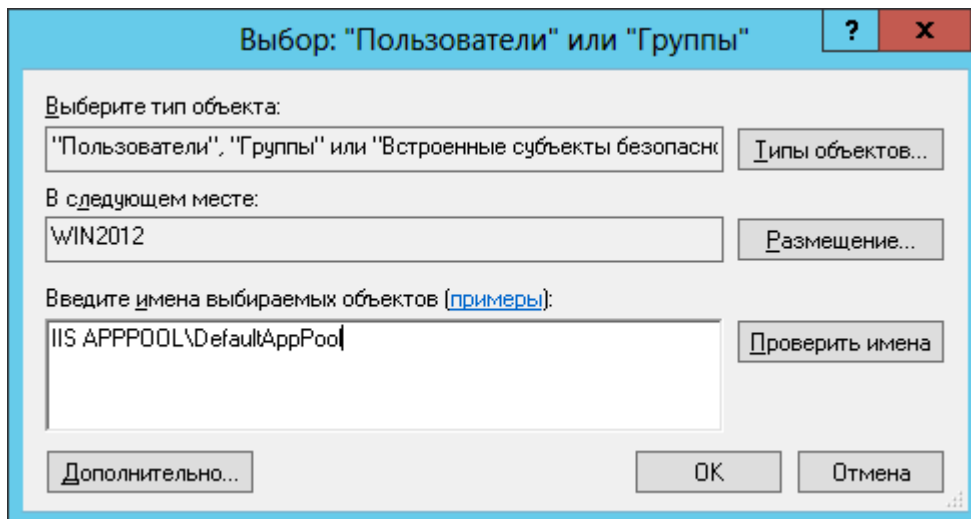 Выбор: "Пользователи" или "Группы"
?
x
Выберите тип объекта:
"Пользователи", "Группы" или "Встроенные субъекты безопасно
Типы объектов...
В следующем месте:
WIN2012
Размещение...
Введите имена выбираемых объектов (примеры):
IIS APPPOOL\DefaultAppPool
Проверить имена
Дополнительно...
OK
Отмена